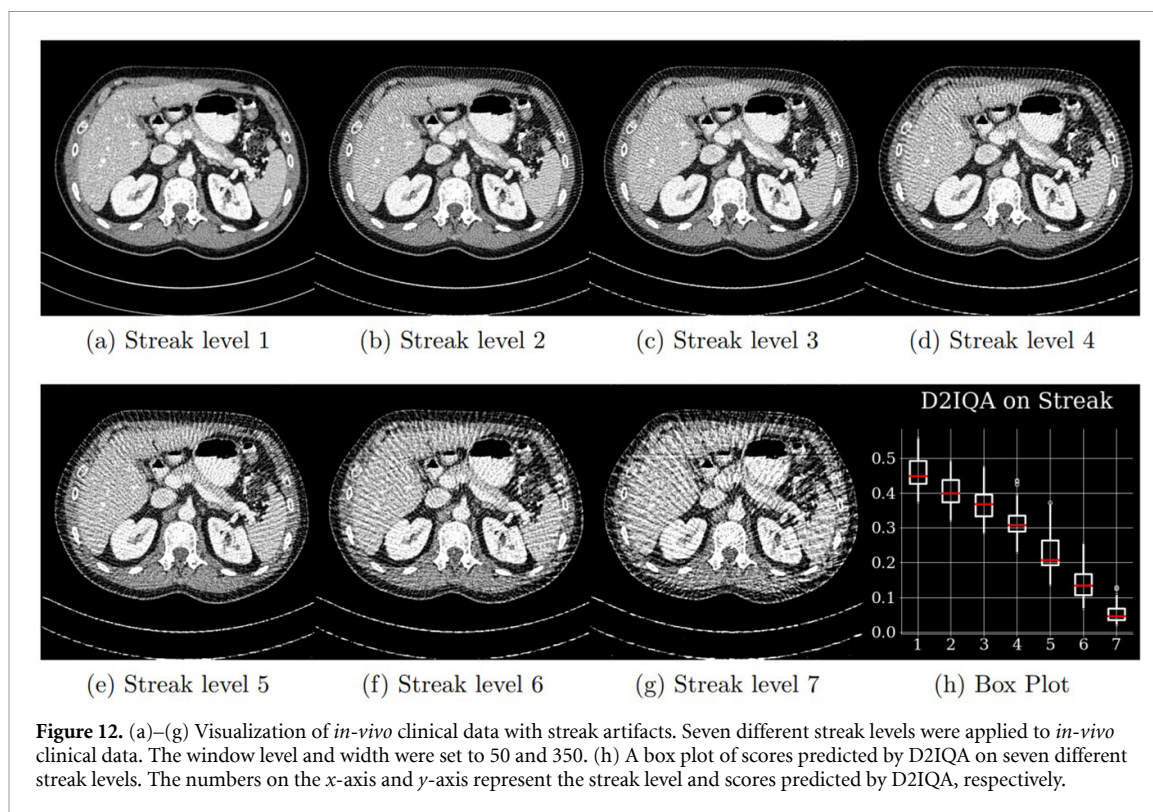 (a) Streak level 1
(b) Streak level 2
(c) Streak level 3
(d) Streak level 4
D2IQA on Streak
0.5
0.4
0.3
0.2
0.1
0.0
1 2 3 4 5 6 7
(e) Streak level 5
(f) Streak level 6
(g) Streak level 7
(h) Box Plot
Figure 12. (a)–(g) Visualization of in-vivo clinical data with streak artifacts. Seven different streak levels were applied to in-vivo
clinical data. The window level and width were set to 50 and 350. (h) A box plot of scores predicted by D2IQA on seven different
streak levels. The numbers on the x-axis and y-axis represent the streak level and scores predicted by D2IQA, respectively.